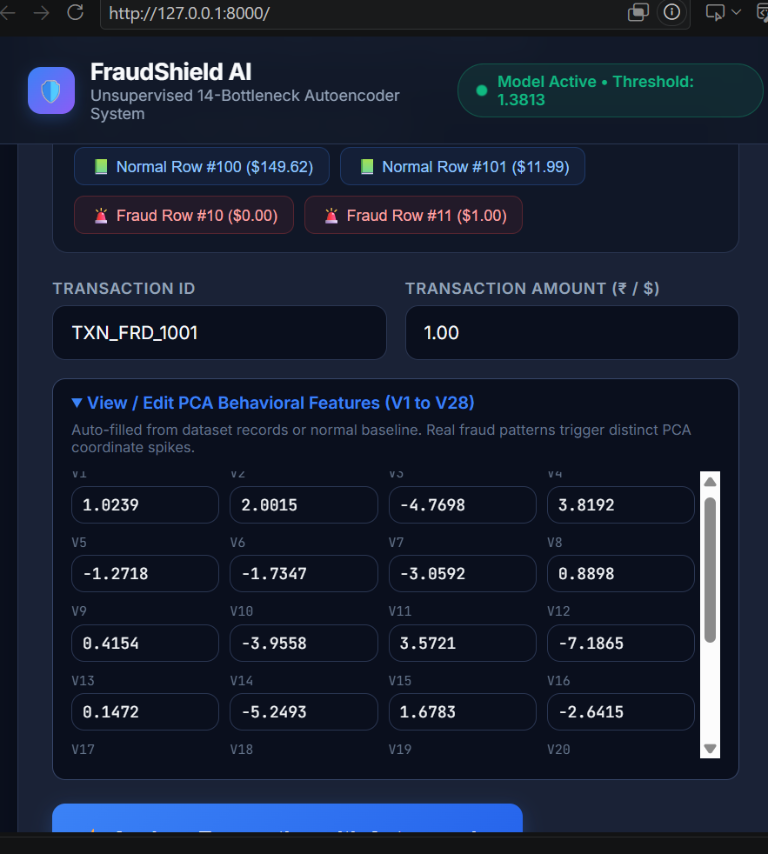 http://127.0.0.1:8000/
FraudShield AI
Unsupervised 14-Bottleneck Autoencoder
System
Model Active • Threshold:
1.3813
Normal Row #100 ($149.62)
Normal Row #101 ($11.99)
Fraud Row #10 ($0.00)
Fraud Row #11 ($1.00)
TRANSACTION ID
TRANSACTION AMOUNT (₹ / $)
TXN_FRD_1001
1.00
▼ View / Edit PCA Behavioral Features (V1 to V28)
Auto-filled from dataset records or normal baseline. Real fraud patterns trigger distinct PCA
coordinate spikes.
V1 V2 V3 V4
1.0239 2.0015 -4.7698 3.8192
V5 V6 V7 V8
-1.2718 -1.7347 -3.0592 0.8898
V9 V10 V11 V12
0.4154 -3.9558 3.5721 -7.1865
V13 V14 V15 V16
0.1472 -5.2493 1.6783 -2.6415
V17 V18 V19 V20